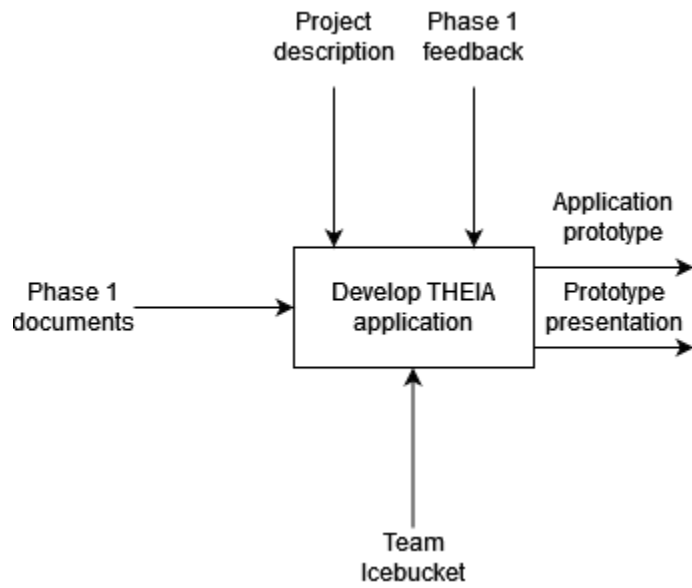 Project
description
Phase 1
feedback
Application
prototype
Phase 1
documents
Develop THEIA
application
Prototype
presentation
Team
Icebucket